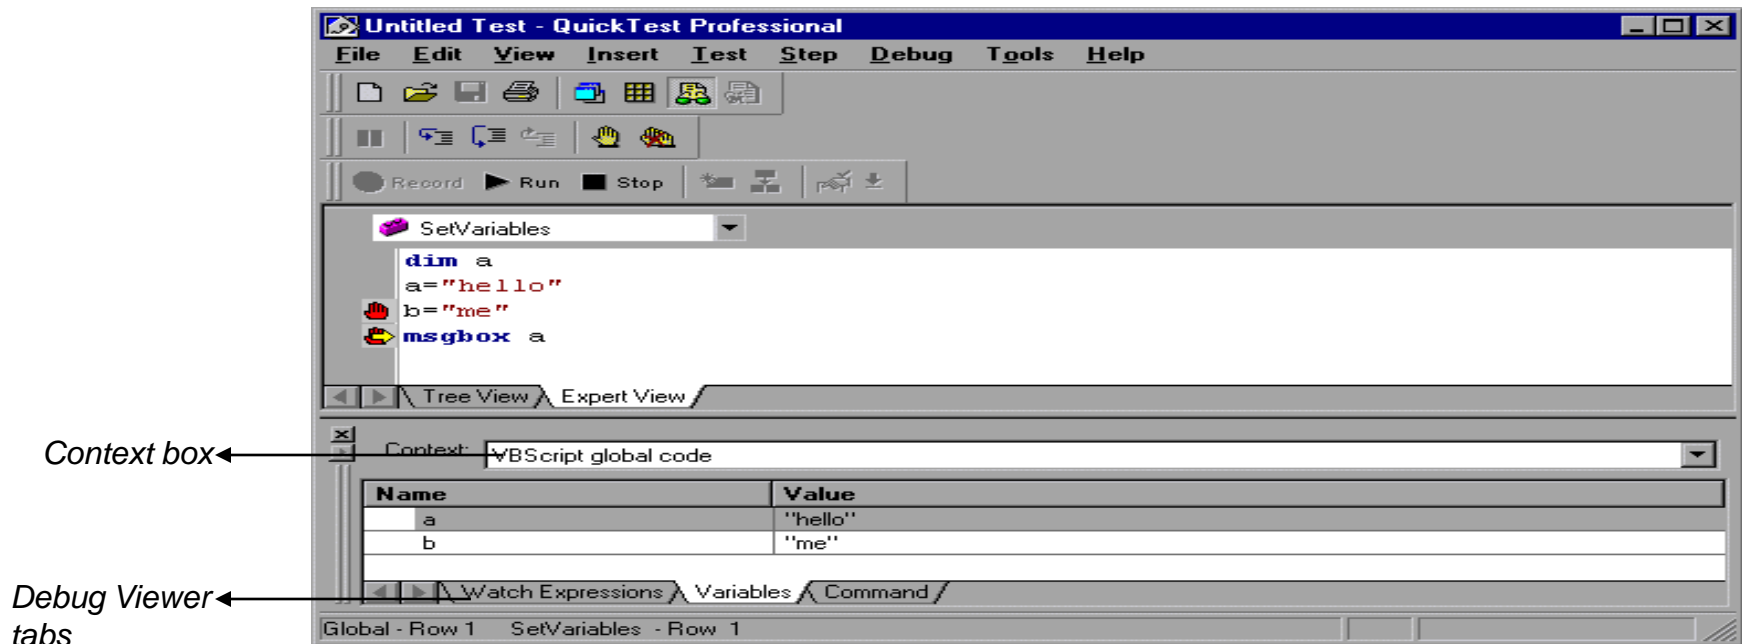 Untitled Test - QuickTest Professional
File Edit View Insert Test Step Debug Tools Help
Record Run Stop
SetVariables
dim a
a="hello"
b="me"
msgbox a
Tree View Expert View
Context box
Context: VBScript global code
Name Value
a "hello"
b "me"
Debug Viewer
tabs
Watch Expressions Variables Command
Global - Row 1 SetVariables - Row 1